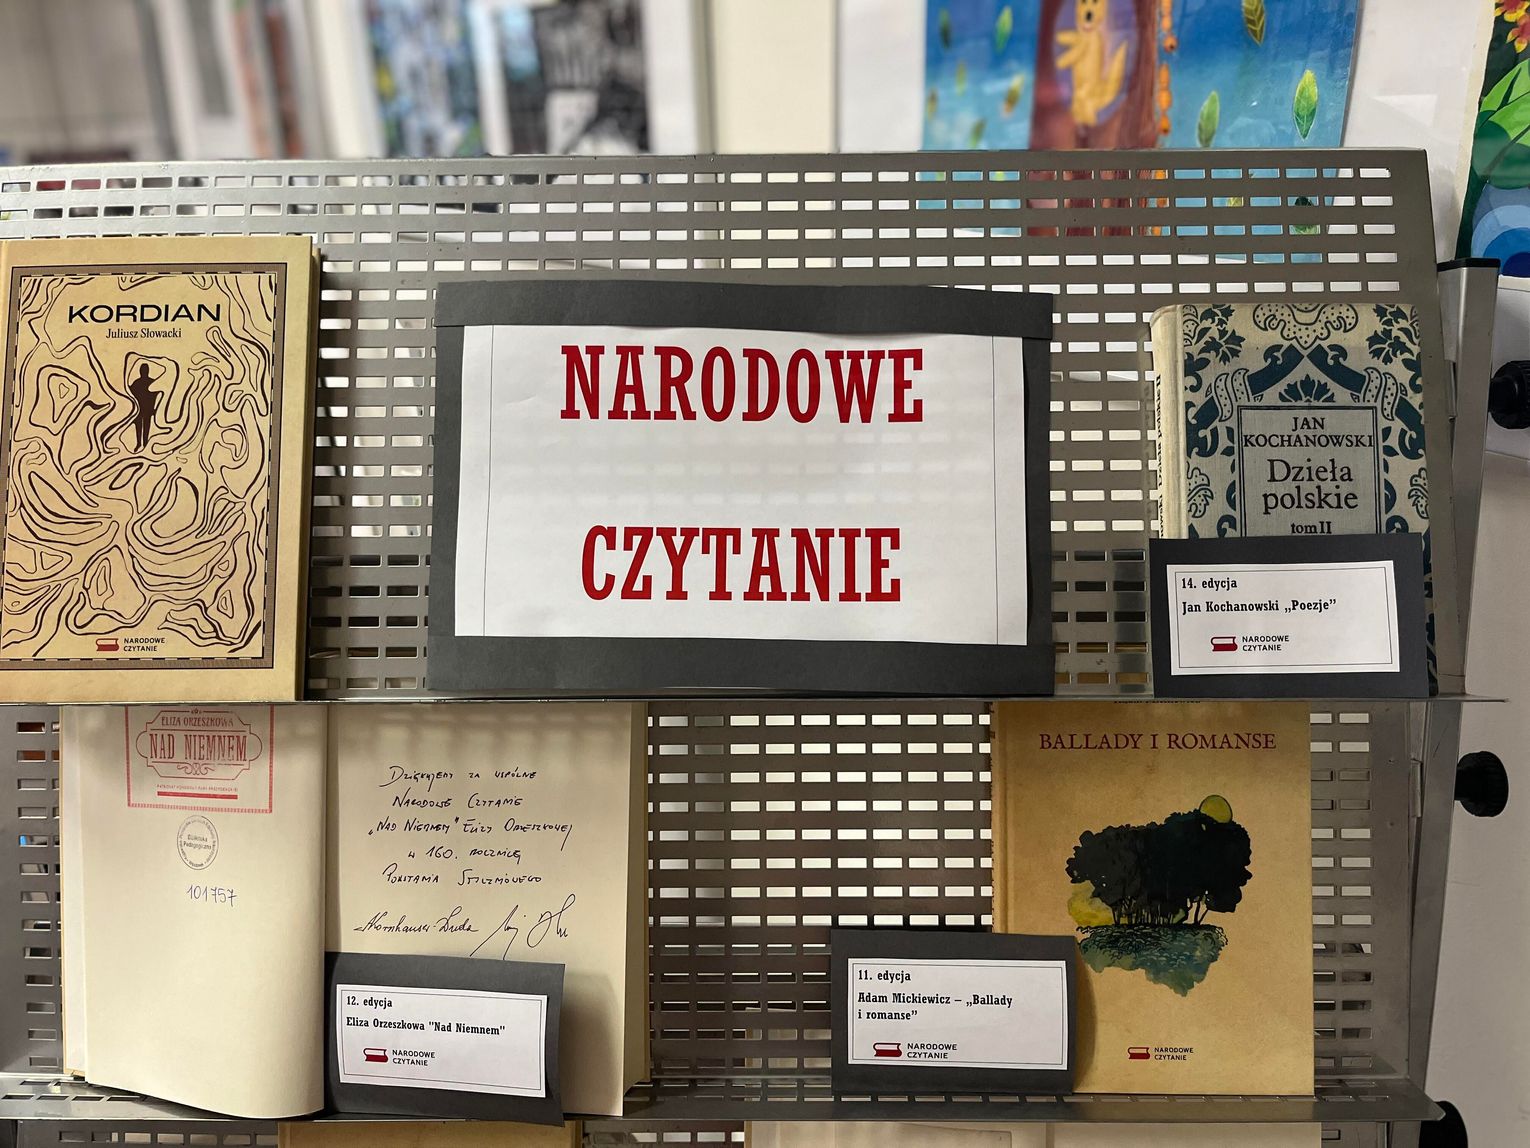 KORDIAN
Juliusz Słowacki
NARODOWE
CZYTANIE
NARODOWE
CZYTANIE
JAN
KOCHANOWSKI
Dzieła
polskie
tom II
14. edycja
Jan Kochanowski „Poezje”
NARODOWE
CZYTANIE
ELIZA ORZESZKOWA
NAD NIEMNEM
Biblioteka
Pedagogiczna
101757
Dziękujemy za wspólne
Narodowe Czytanie
„Nad Niemnem” Elizy Orzeszkowej
w 160. rocznicę
Powstania Styczniowego
12. edycja
Eliza Orzeszkowa "Nad Niemnem"
NARODOWE
CZYTANIE
BALLADY I ROMANSE
11. edycja
Adam Mickiewicz – „Ballady
i romanse”
NARODOWE
CZYTANIE
NARODOWE
CZYTANIE